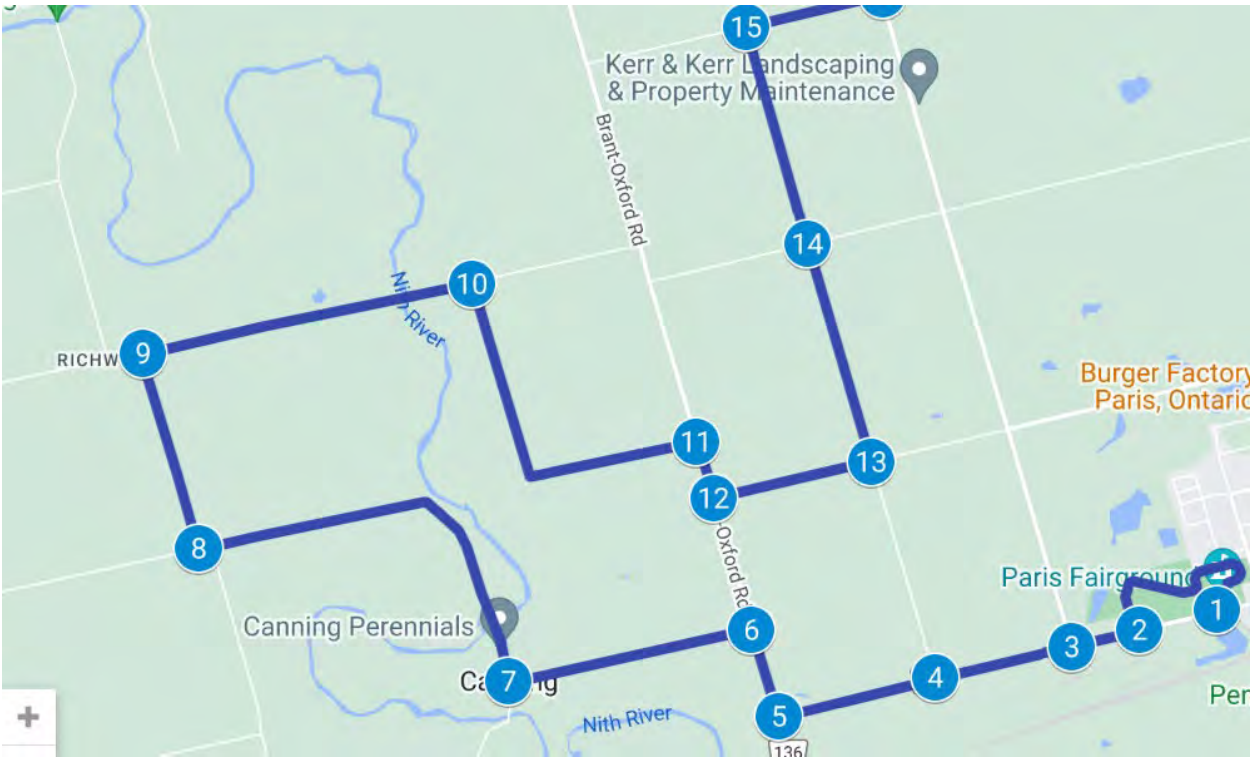 15
Kerr & Kerr Landscaping
& Property Maintenance
Brant-Oxford Rd
14
10
Nith River
9
RICHW
Burger Factory
Paris, Ontario
11
13
12
-Oxford Rd
8
Paris Fairground
1
Canning Perennials
6
2
3
7
4
Nith River
5
136
Per
+